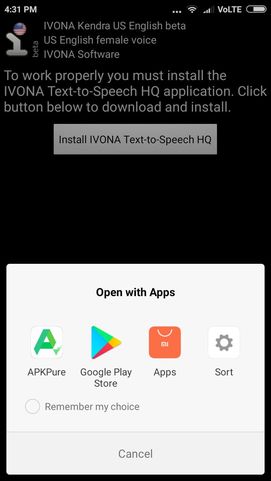 4:31 PM
... VoLTE
IVONA Kendra US English beta
US English female voice
IVONA Software
beta
To work properly you must install the
IVONA Text-to-Speech HQ application. Click
button below to download and install.
Install IVONA Text-to-Speech HQ
Open with Apps
APKPure
Google Play
Store
Apps
Sort
Remember my choice
Cancel